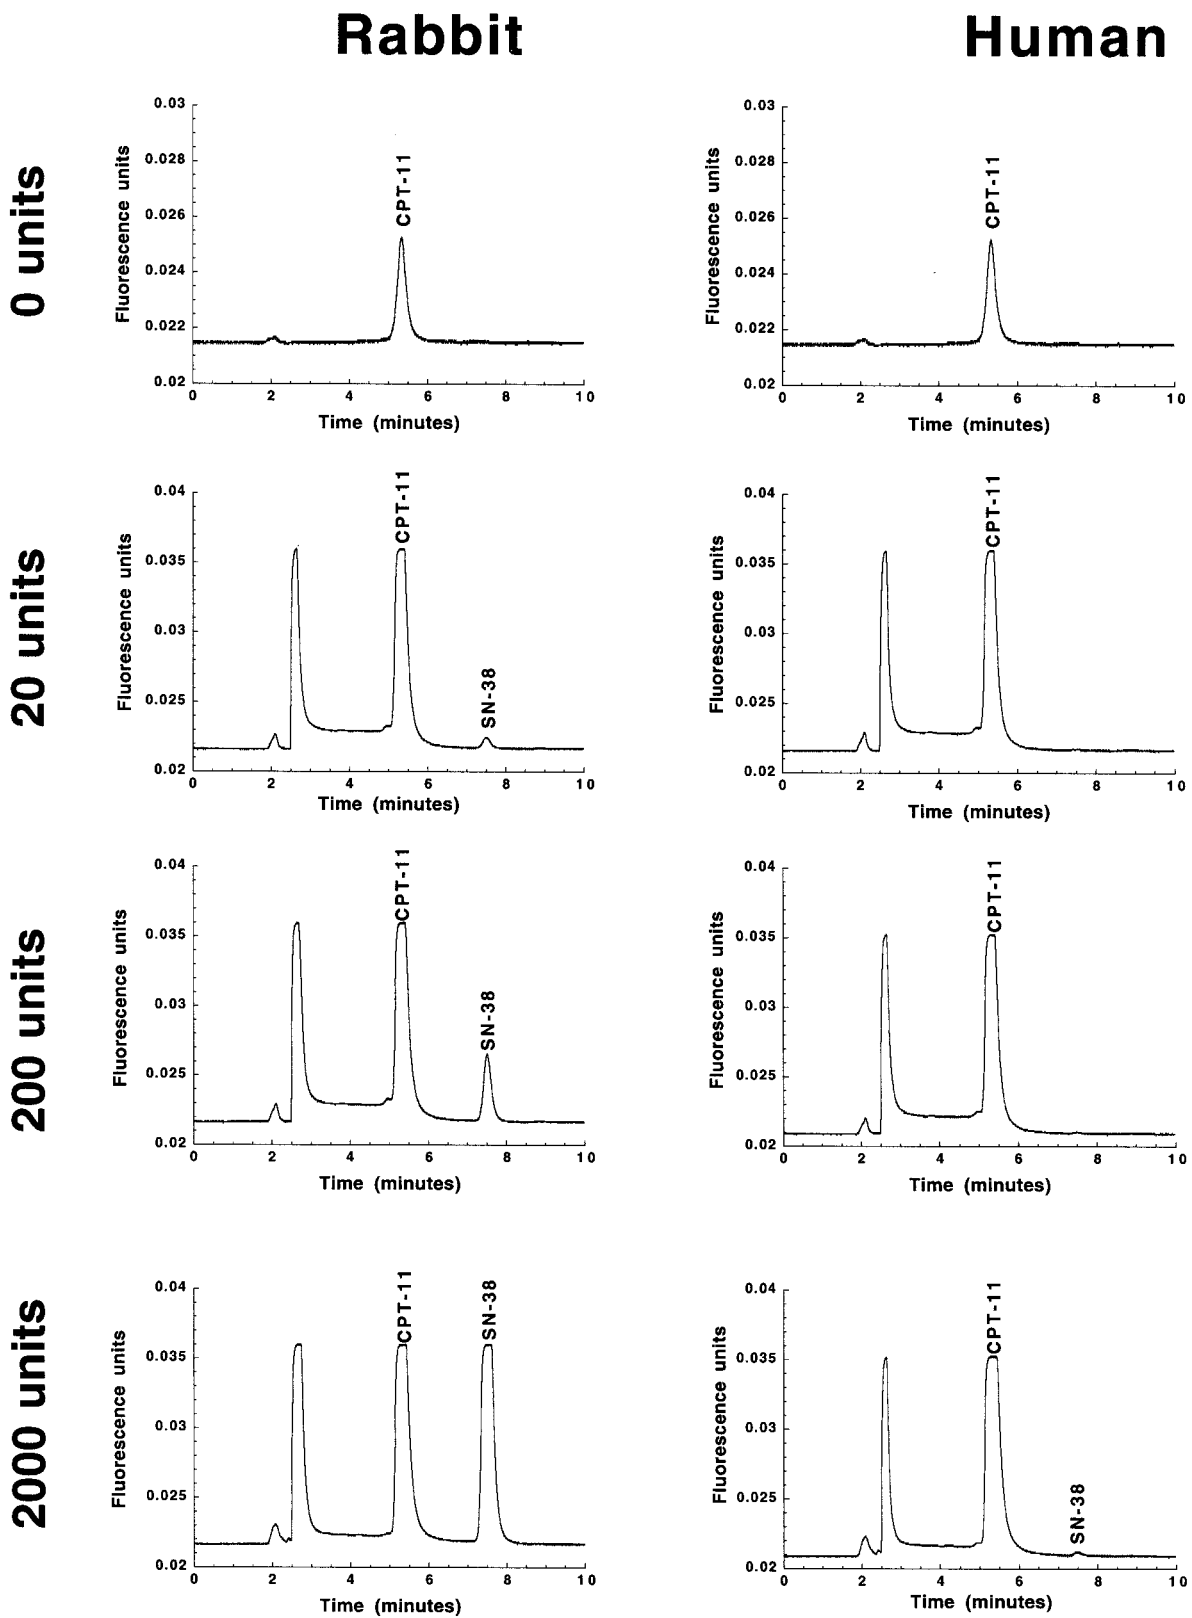 Rabbit
Human
0 units
Fluorescence units
0.03
0.028
0.026
0.024
0.022
0.02
CPT-11
0 2 4 6 8 10
Time (minutes)
Fluorescence units
0.03
0.028
0.026
0.024
0.022
0.02
CPT-11
0 2 4 6 8 10
Time (minutes)
20 units
Fluorescence units
0.04
0.035
0.03
0.025
0.02
CPT-11
SN-38
0 2 4 6 8 10
Time (minutes)
Fluorescence units
0.04
0.035
0.03
0.025
0.02
CPT-11
0 2 4 6 8 10
Time (minutes)
200 units
Fluorescence units
0.04
0.035
0.03
0.025
0.02
CPT-11
SN-38
0 2 4 6 8 10
Time (minutes)
Fluorescence units
0.04
0.035
0.03
0.025
0.02
CPT-11
0 2 4 6 8 10
Time (minutes)
2000 units
Fluorescence units
0.04
0.035
0.03
0.025
0.02
CPT-11
SN-38
0 2 4 6 8 10
Time (minutes)
Fluorescence units
0.04
0.035
0.03
0.025
0.02
CPT-11
SN-38
0 2 4 6 8 10
Time (minutes)